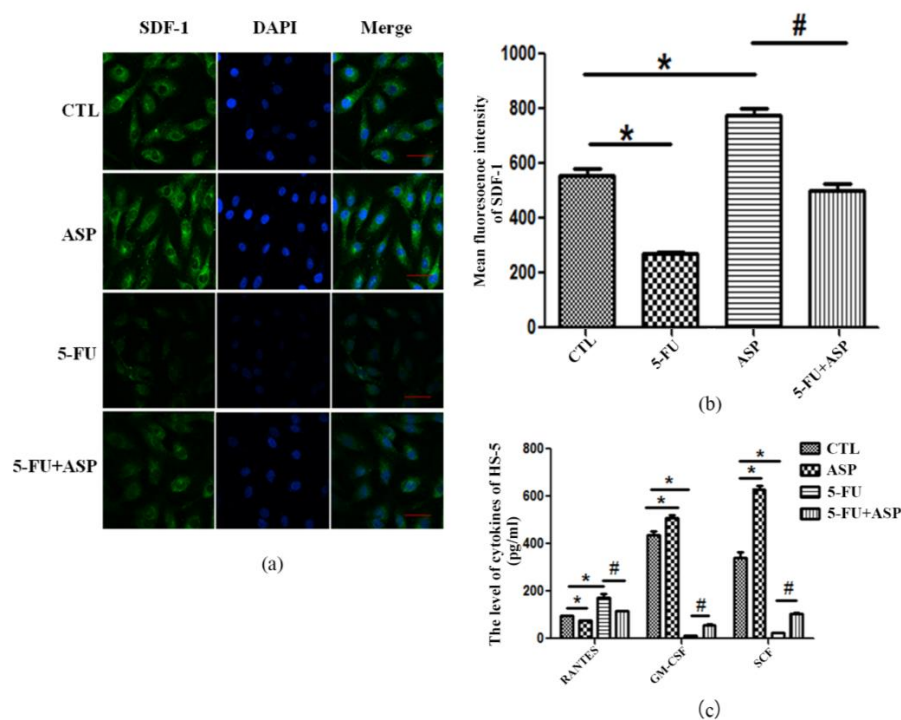 SDF-1 DAPI Merge
CTL
ASP
5-FU
5-FU+ASP
(a)
Mean fluoresoenoe intensity
of SDF-1
1000
800
600
400
200
0
*
*
#
CTL
5-FU
ASP
5-FU+ASP
(b)
The level of cytokines of HS-5
(pg/ml)
800
600
400
200
0
*
*
#
*
*
#
*
*
#
RANTES
GM-CSF
SCF
CTL
ASP
5-FU
5-FU+ASP
(c)